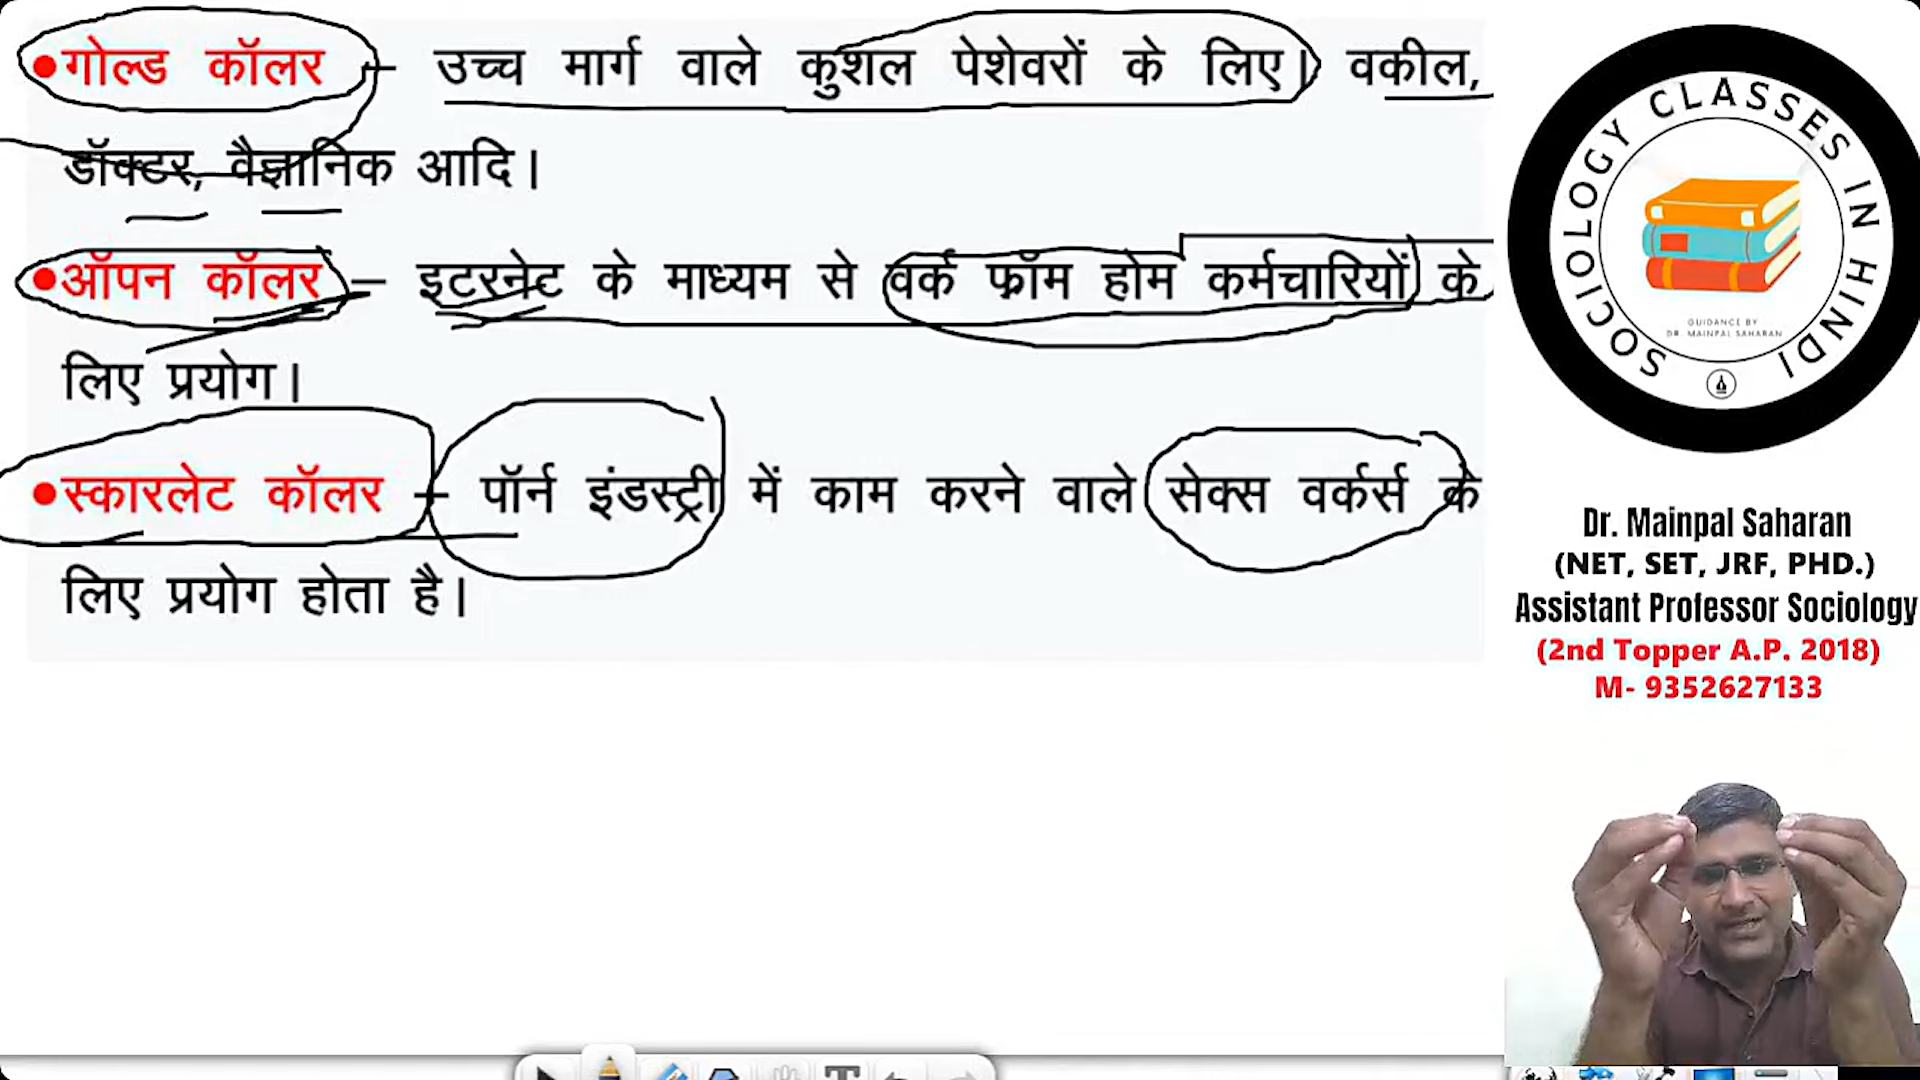 •गोल्ड कॉलर – उच्च मार्ग वाले कुशल पेशेवरों के लिए। वकील,
डॉक्टर, वैज्ञानिक आदि।
•ऑपन कॉलर – इटरनेट के माध्यम से वर्क फ्रॉम होम कर्मचारियों के
लिए प्रयोग।
•स्कारलेट कॉलर – पॉर्न इंडस्ट्री में काम करने वाले सेक्स वर्कर्स के
लिए प्रयोग होता है।
SOCIOLOGY CLASSES IN HINDI
GUIDANCE BY
DR. MAINPAL SAHARAN
Dr. Mainpal Saharan
(NET, SET, JRF, PHD.)
Assistant Professor Sociology
(2nd Topper A.P. 2018)
M- 9352627133
T